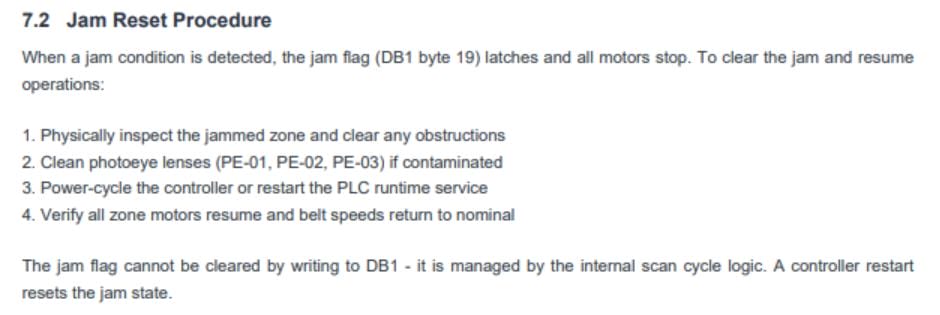 7.2 Jam Reset Procedure
When a jam condition is detected, the jam flag (DB1 byte 19) latches and all motors stop. To clear the jam and resume
operations:
1. Physically inspect the jammed zone and clear any obstructions
2. Clean photoeye lenses (PE-01, PE-02, PE-03) if contaminated
3. Power-cycle the controller or restart the PLC runtime service
4. Verify all zone motors resume and belt speeds return to nominal
The jam flag cannot be cleared by writing to DB1 - it is managed by the internal scan cycle logic. A controller restart
resets the jam state.